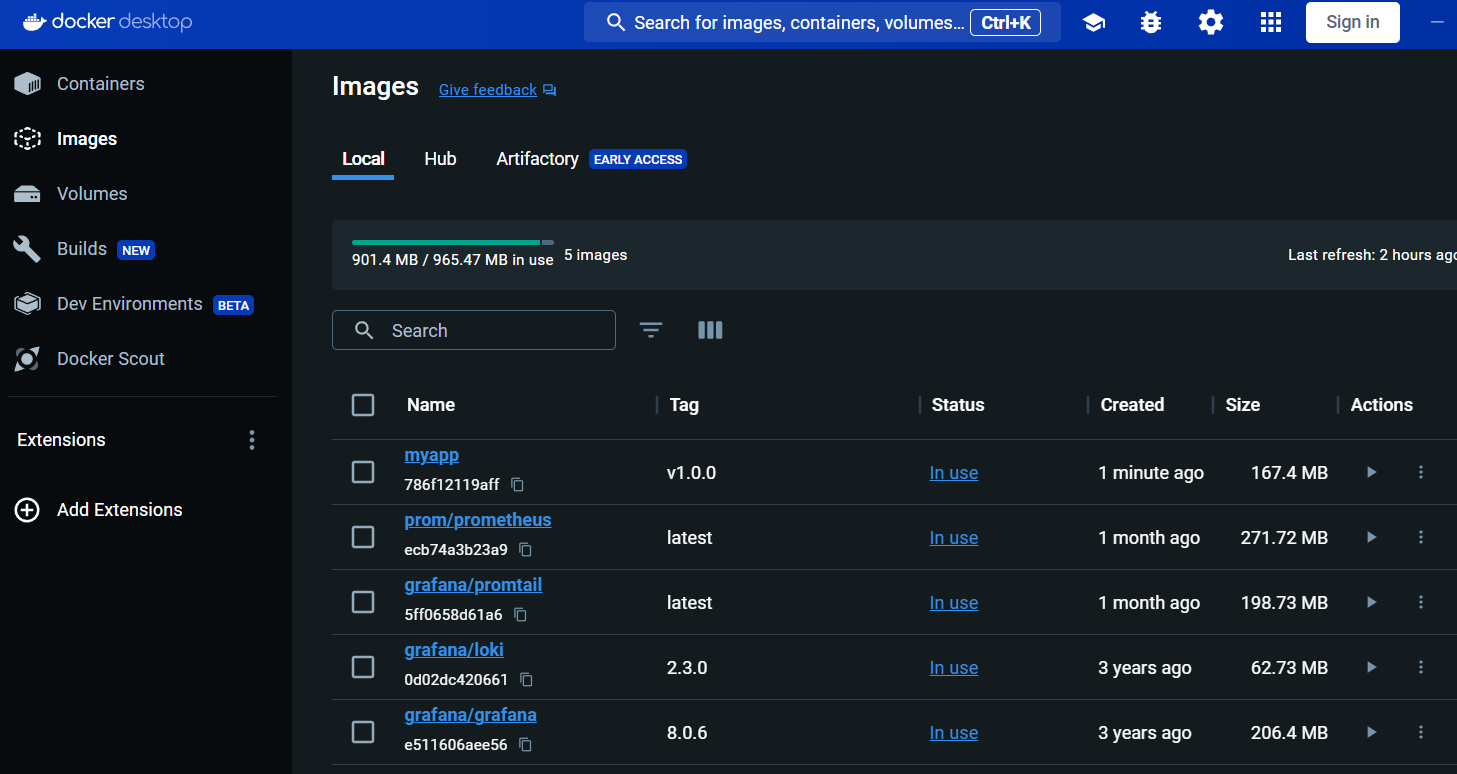 docker desktop
Search for images, containers, volumes... Ctrl+K
Sign in
Containers
Images
Volumes
Builds NEW
Dev Environments BETA
Docker Scout
Extensions
Add Extensions
Images Give feedback
Local Hub Artifactory EARLY ACCESS
901.4 MB / 965.47 MB in use 5 images
Last refresh: 2 hours ago
Search
Name Tag Status Created Size Actions
myapp
786f12119aff
v1.0.0 In use 1 minute ago 167.4 MB
prom/prometheus
ecb74a3b23a9
latest In use 1 month ago 271.72 MB
grafana/promtail
5ff0658d61a6
latest In use 1 month ago 198.73 MB
grafana/loki
0d02dc420661
2.3.0 In use 3 years ago 62.73 MB
grafana/grafana
e511606aee56
8.0.6 In use 3 years ago 206.4 MB